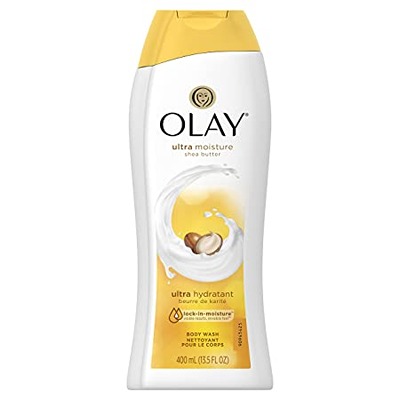 OLAY
ultra moisture
shea butter
ultra hydratant
beurre de karité
lock-in-moisture™
BODY WASH
NETTOYANT
POUR LE CORPS
400 mL (13.5 FL OZ)